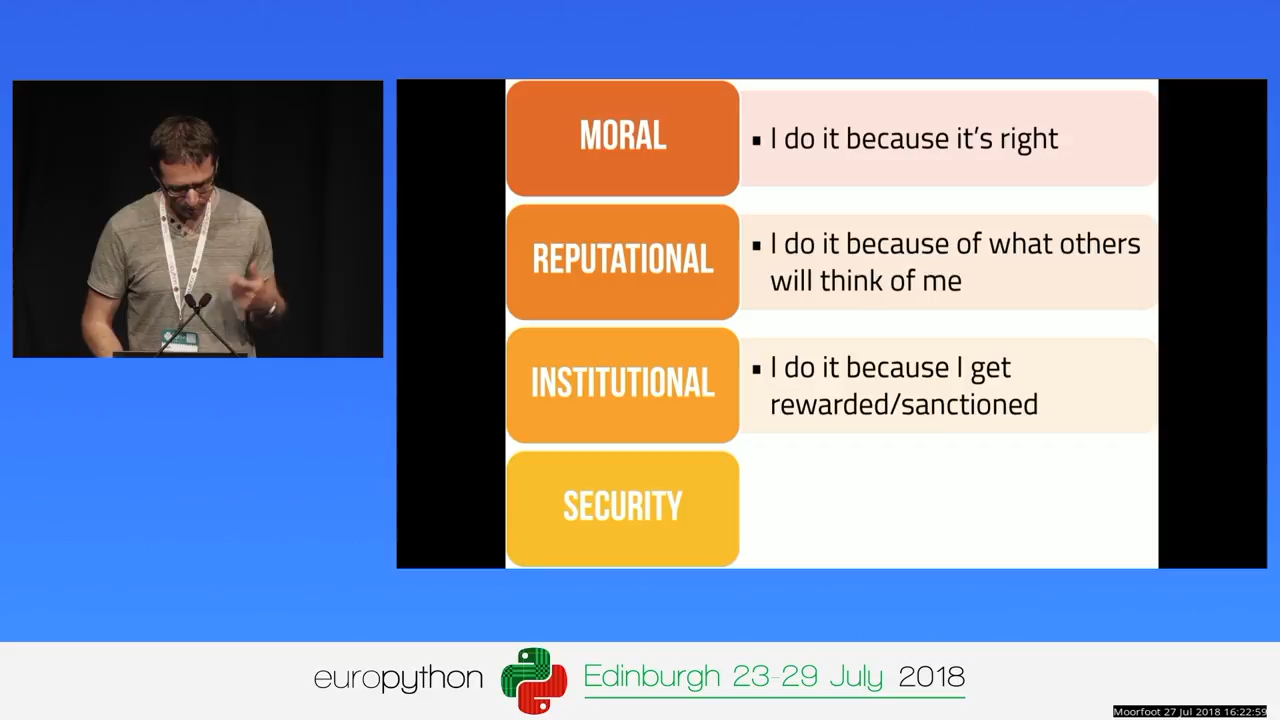 MORAL
▪ I do it because it's right
REPUTATIONAL
▪ I do it because of what others
will think of me
INSTITUTIONAL
▪ I do it because I get
rewarded/sanctioned
SECURITY
europython
Edinburgh 23-29 July 2018
Moorfoot 27 Jul 2018 16:22:59